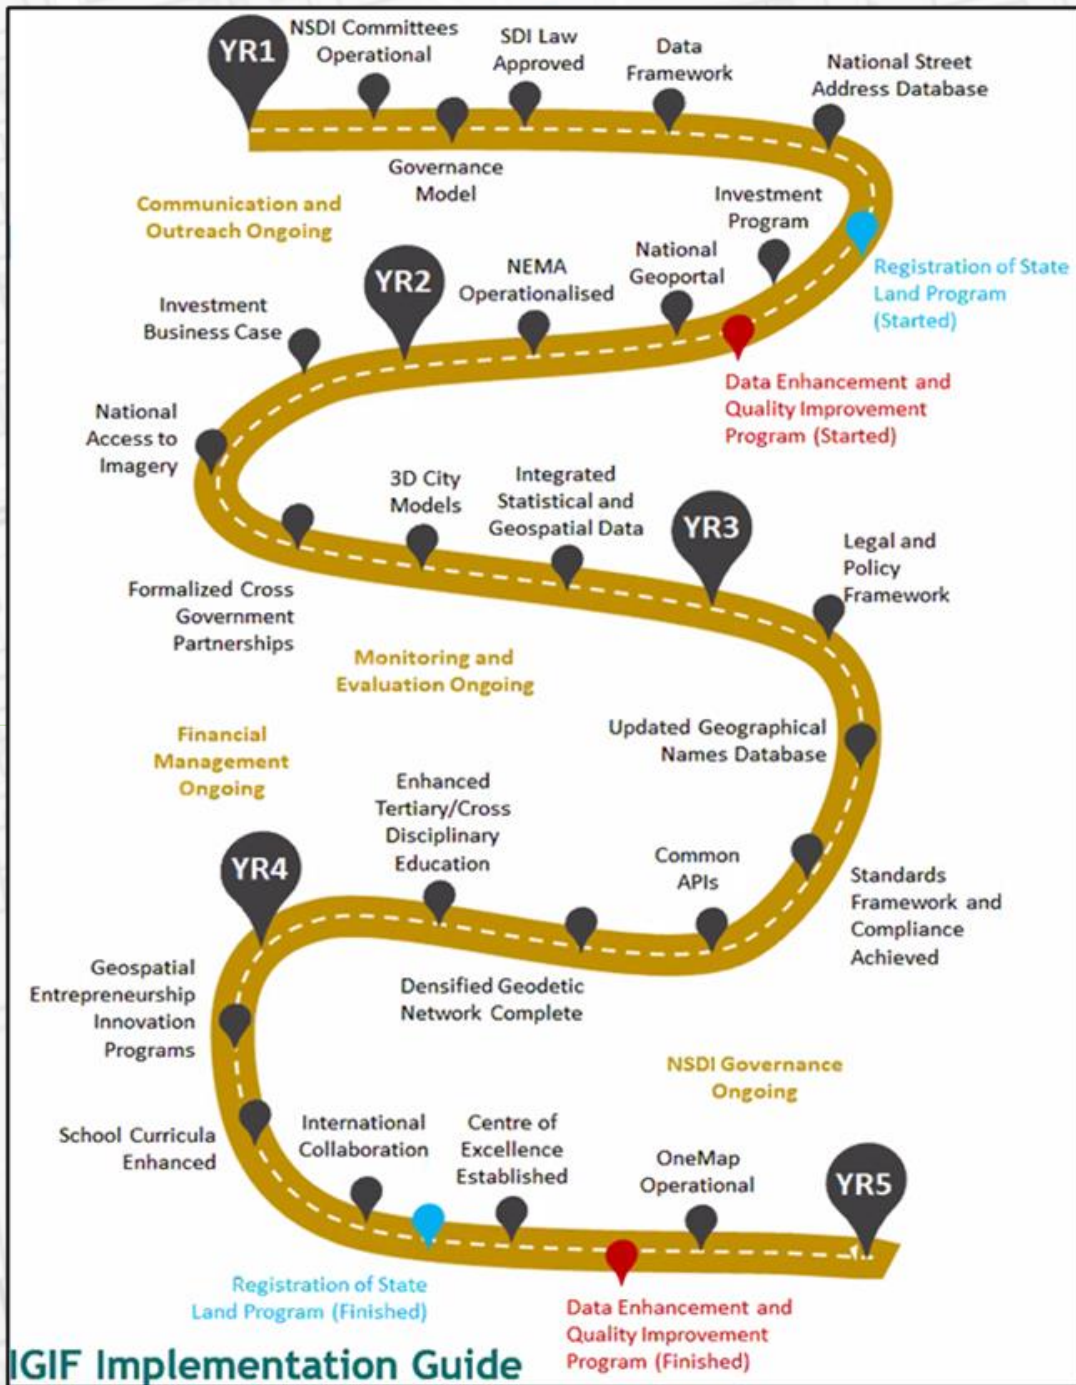 YR1
NSDI Committees
Operational
Governance
Model
SDI Law
Approved
Data
Framework
National Street
Address Database
Communication and
Outreach Ongoing
Registration of State
Land Program
(Started)
Investment
Program
Data Enhancement and
Quality Improvement
Program (Started)
National
Geoportal
NEMA
Operationalised
YR2
Investment
Business Case
National
Access to
Imagery
Formalized Cross
Government
Partnerships
3D City
Models
Integrated
Statistical and
Geospatial Data
YR3
Legal and
Policy
Framework
Monitoring and
Evaluation Ongoing
Updated Geographical
Names Database
Financial
Management
Ongoing
Standards
Framework and
Compliance
Achieved
Common
APIs
Densified Geodetic
Network Complete
Enhanced
Tertiary/Cross
Disciplinary
Education
YR4
Geospatial
Entrepreneurship
Innovation
Programs
NSDI Governance
Ongoing
School Curricula
Enhanced
International
Collaboration
Registration of State
Land Program (Finished)
Centre of
Excellence
Established
Data Enhancement and
Quality Improvement
Program (Finished)
OneMap
Operational
YR5
IGIF Implementation Guide